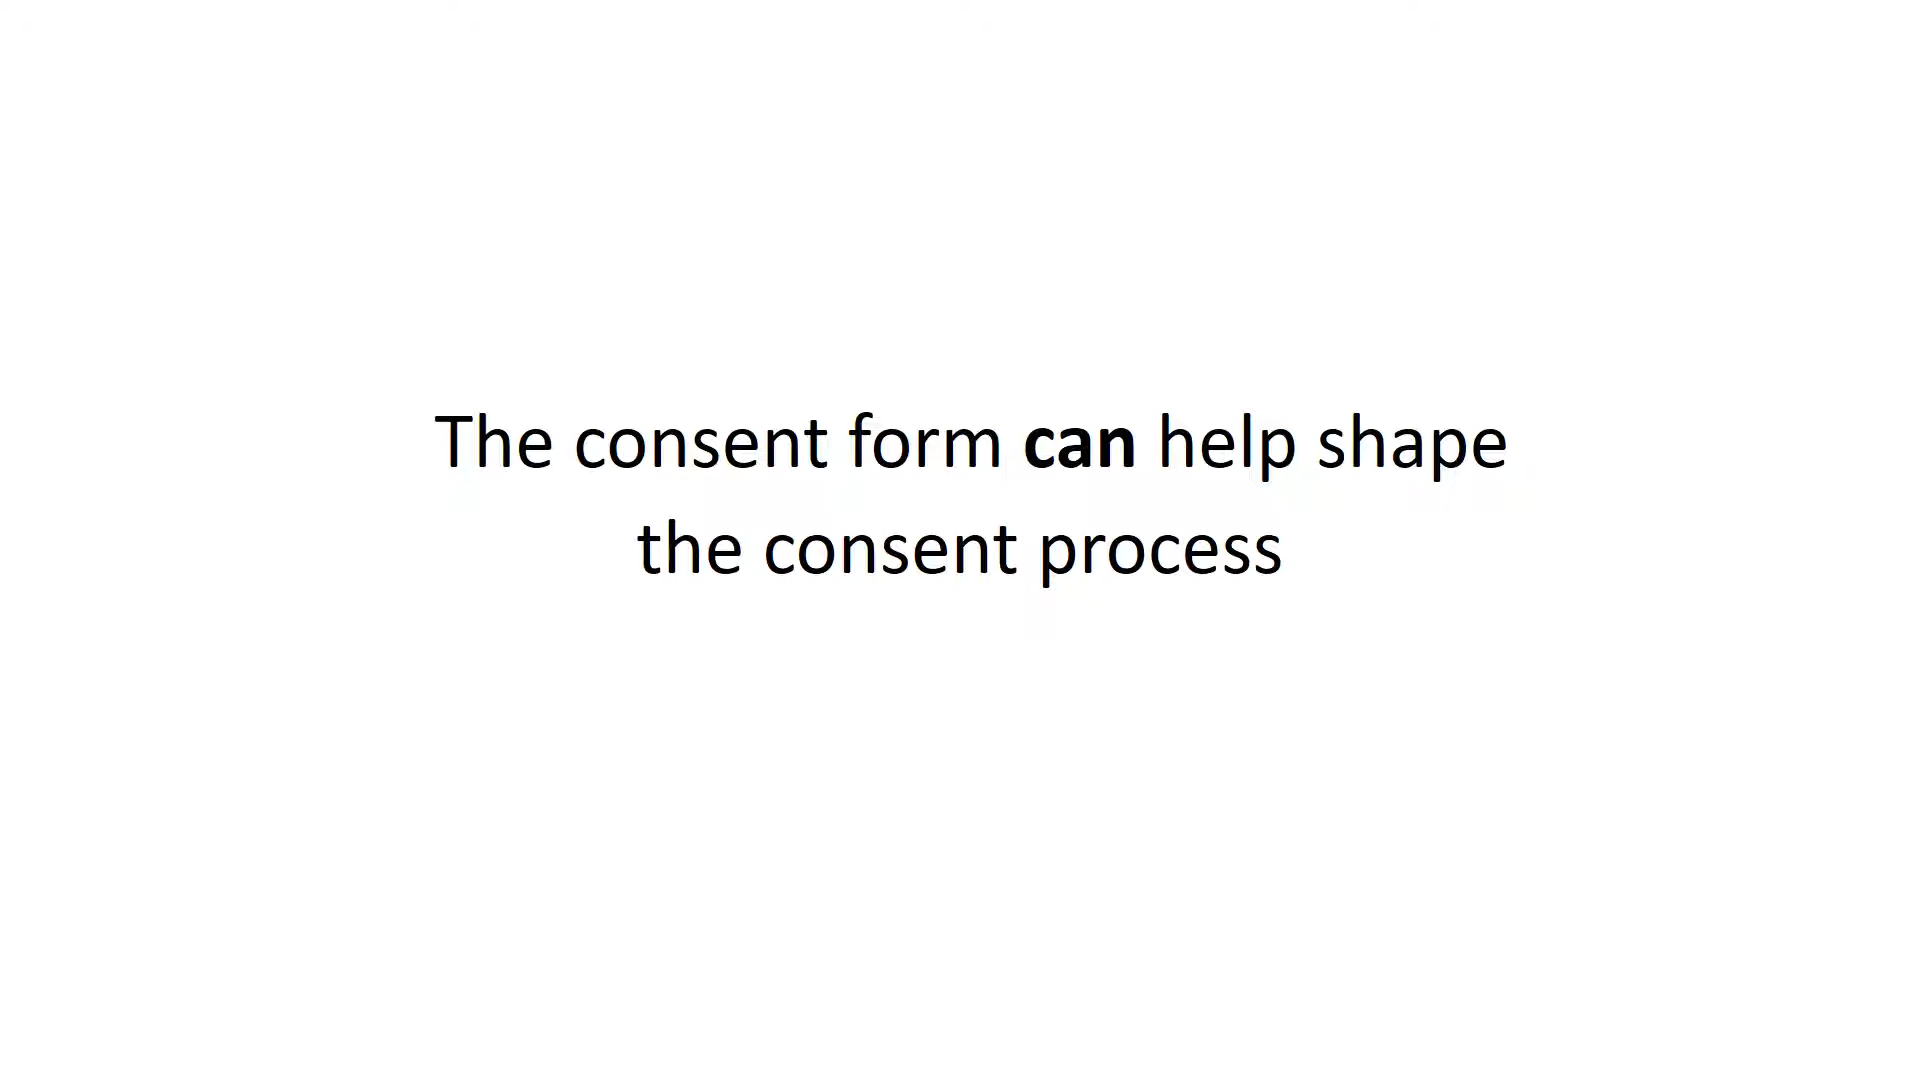 The consent form can help shape
the consent process